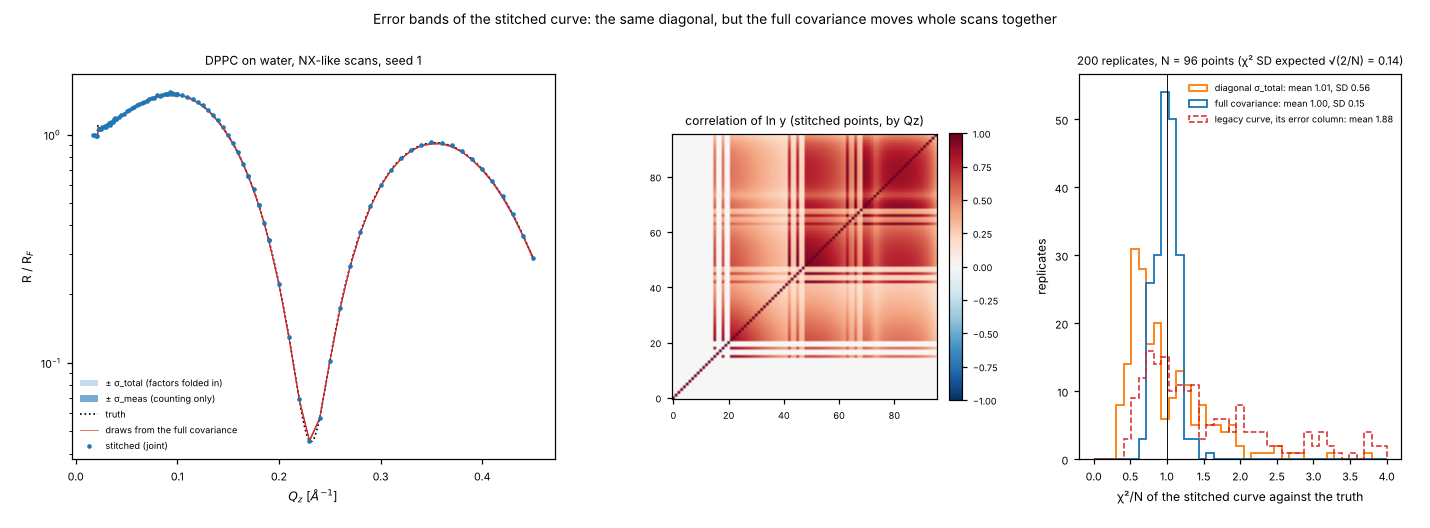 Error bands of the stitched curve: the same diagonal, but the full covariance moves whole scans together
DPPC on water, NX-like scans, seed 1
R / R_F
10⁰
10⁻¹
± σ_total (factors folded in)
± σ_meas (counting only)
truth
draws from the full covariance
stitched (joint)
0.0 0.1 0.2 0.3 0.4
Q_z [Å⁻¹]
correlation of ln y (stitched points, by Qz)
80
60
40
20
0
0 20 40 60 80
1.00
0.75
0.50
0.25
0.00
−0.25
−0.50
−0.75
−1.00
200 replicates, N = 96 points (χ² SD expected √(2/N) = 0.14)
diagonal σ_total: mean 1.01, SD 0.56
full covariance: mean 1.00, SD 0.15
legacy curve, its error column: mean 1.88
replicates
50
40
30
20
10
0
0.0 0.5 1.0 1.5 2.0 2.5 3.0 3.5 4.0
χ²/N of the stitched curve against the truth